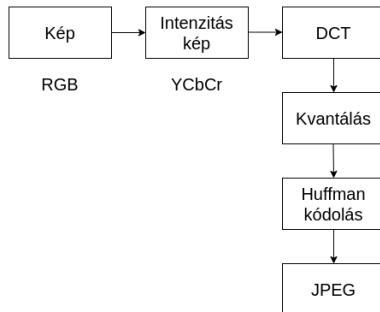 Kép
Intenzitás
kép
DCT
RGB
YCbCr
Kvantálás
Huffman
kódolás
JPEG